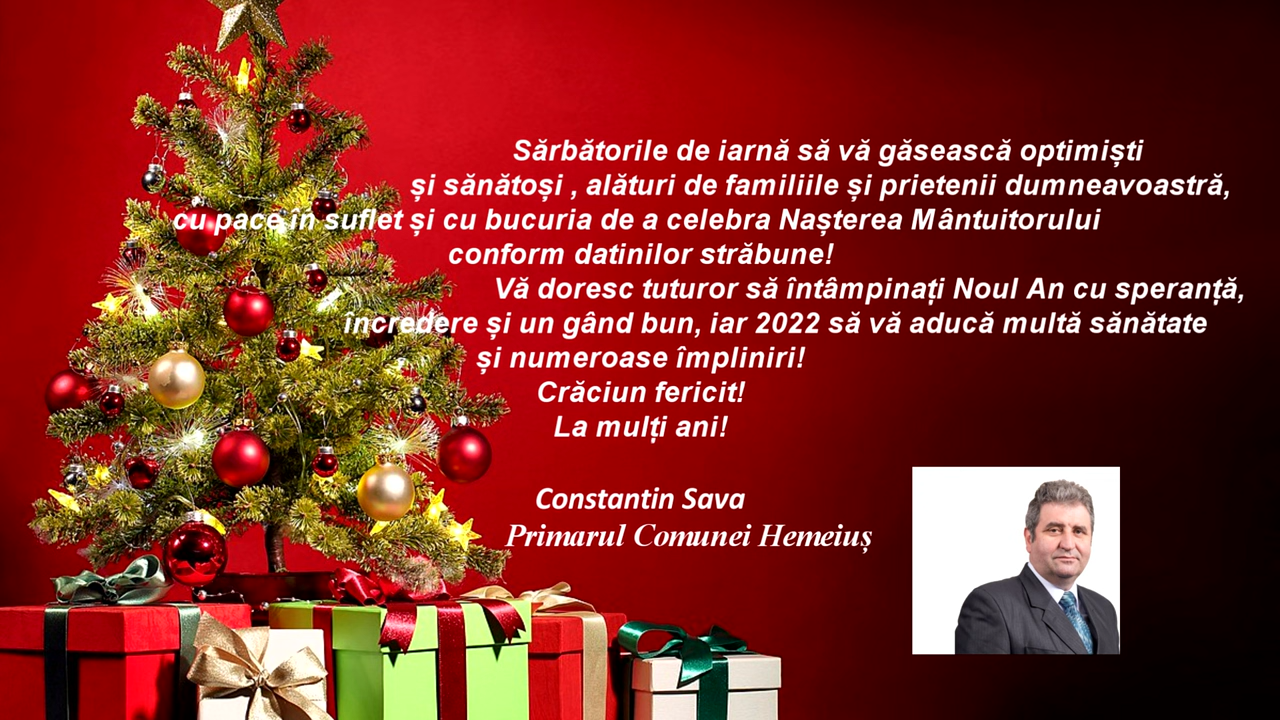 Sărbătorile de iarnă să vă găsească optimiști
și sănătoși , alături de familiile și prietenii dumneavoastră,
cu pace în suflet și cu bucuria de a celebra Nașterea Mântuitorului
conform datinilor străbune!
Vă doresc tuturor să întâmpinați Noul An cu speranță,
încredere și un gând bun, iar 2022 să vă aducă multă sănătate
și numeroase împliniri!
Crăciun fericit!
La mulți ani!
Constantin Sava
Primarul Comunei Hemeiuș